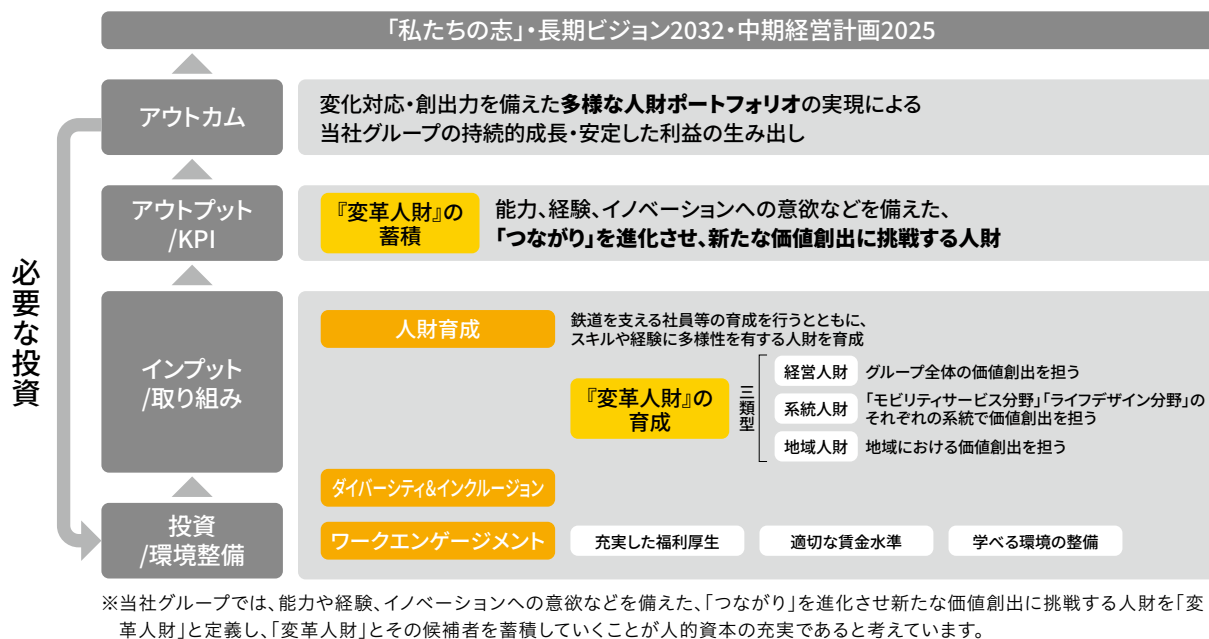 「私たちの志」・長期ビジョン2032・中期経営計画2025
アウトカム
変化対応・創出力を備えた多様な人財ポートフォリオの実現による
当社グループの持続的成長・安定した利益の生み出し
アウトプット
/KPI
『変革人財』の
蓄積
能力、経験、イノベーションへの意欲などを備えた、
「つながり」を進化させ、新たな価値創出に挑戦する人財
必要な投資
インプット
/取り組み
人財育成
鉄道を支える社員等の育成を行うとともに、
スキルや経験に多様性を有する人財を育成
『変革人財』の
育成
三類型
経営人財 グループ全体の価値創出を担う
系統人財 「モビリティサービス分野」「ライフデザイン分野」の
それぞれの系統で価値創出を担う
地域人財 地域における価値創出を担う
ダイバーシティ&インクルージョン
投資
/環境整備
ワークエンゲージメント
充実した福利厚生
適切な賃金水準
学べる環境の整備
※当社グループでは、能力や経験、イノベーションへの意欲などを備えた、「つながり」を進化させ新たな価値創出に挑戦する人財を「変
革人財」と定義し、「変革人財」とその候補者を蓄積していくことが人的資本の充実であると考えています。